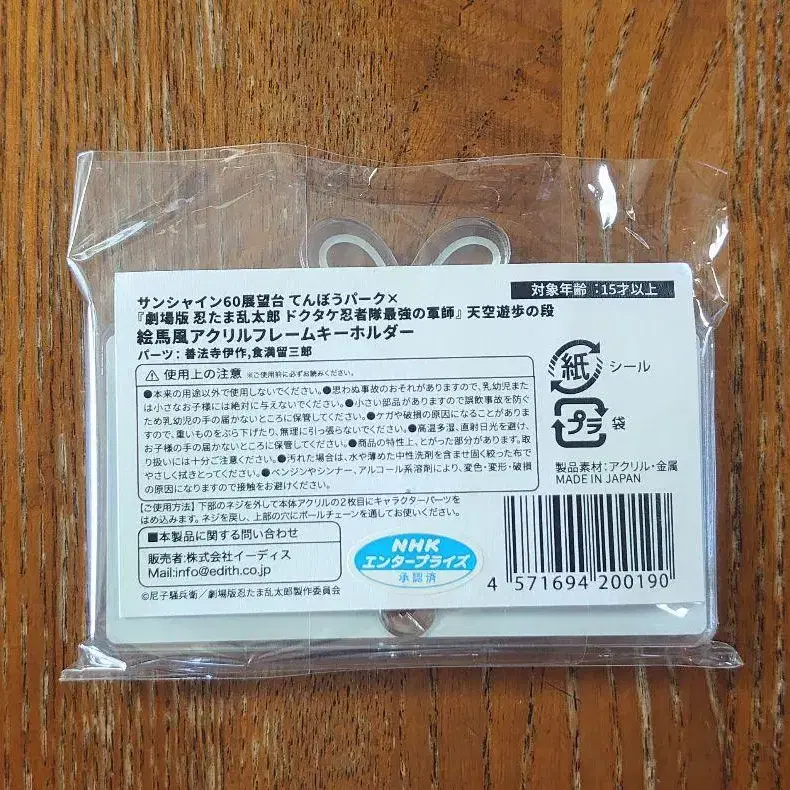 サンシャイン60展望台 てんぼうパーク×
『劇場版 忍たま乱太郎 ドクタケ忍者隊最強の軍師』 天空遊歩の段
絵馬風アクリルフレームキーホルダー
パーツ：善法寺伊作,食満留三郎
対象年齢 ：15才以上
⚠使用上の注意 ※ご使用前に必ずお読みください。
●本来の用途以外で使用しないでください。●思わぬ事故のおそれがありますので、乳幼児また
は小さなお子様には絶対に与えないでください。●小さい部品がありますので誤飲事故を防ぐ
ため乳幼児の手の届かないところに保管してください。●ケガや破損の原因になることがありま
すので、重いものをぶら下げたり、無理に引っ張らないでください。●高温多湿、直射日光を避け、
お子様の手の届かないところに保管してください。●商品の特性上、とがった部分があります。取
り扱いには十分ご注意ください。●汚れた場合は、水や薄めた中性洗剤を含ませ固く絞った布で
やさしく拭きとってください。●ベンジンやシンナー、アルコール系溶剤により、変色・変形・破損
の原因になりますので接触をお避けください。
【ご使用方法】下部のネジを外して本体アクリルの2枚目にキャラクターパーツを
はめ込みます。ネジを戻し、上部の穴にボールチェーンを通してお使いください。
紙 シール
プラ 袋
製品素材：アクリル・金属
MADE IN JAPAN
■本製品に関する問い合わせ
販売者：株式会社イーディス
Mail:info@edith.co.jp
NHK
エンタープライズ
承認済
4 571694 200190
©尼子騒兵衛／劇場版忍たま乱太郎製作委員会